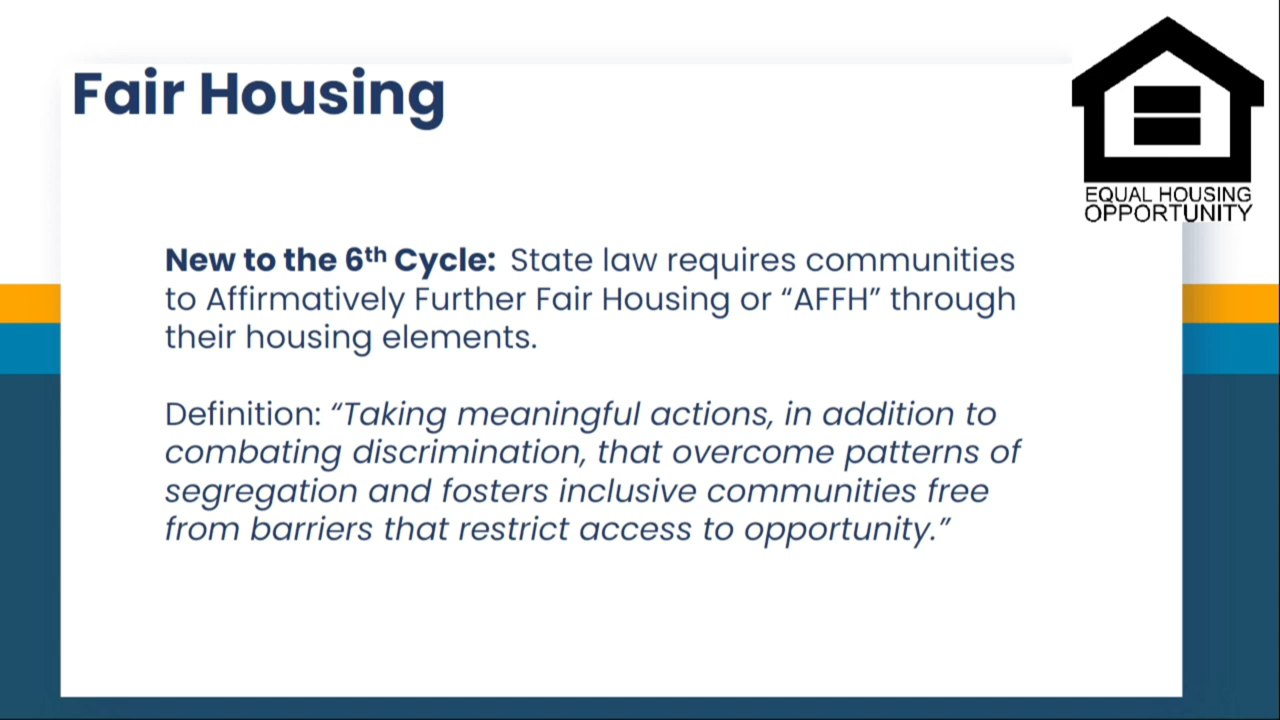 Fair Housing
EQUAL HOUSING
OPPORTUNITY
New to the 6th Cycle: State law requires communities
to Affirmatively Further Fair Housing or “AFFH” through
their housing elements.
Definition: “Taking meaningful actions, in addition to
combating discrimination, that overcome patterns of
segregation and fosters inclusive communities free
from barriers that restrict access to opportunity.”